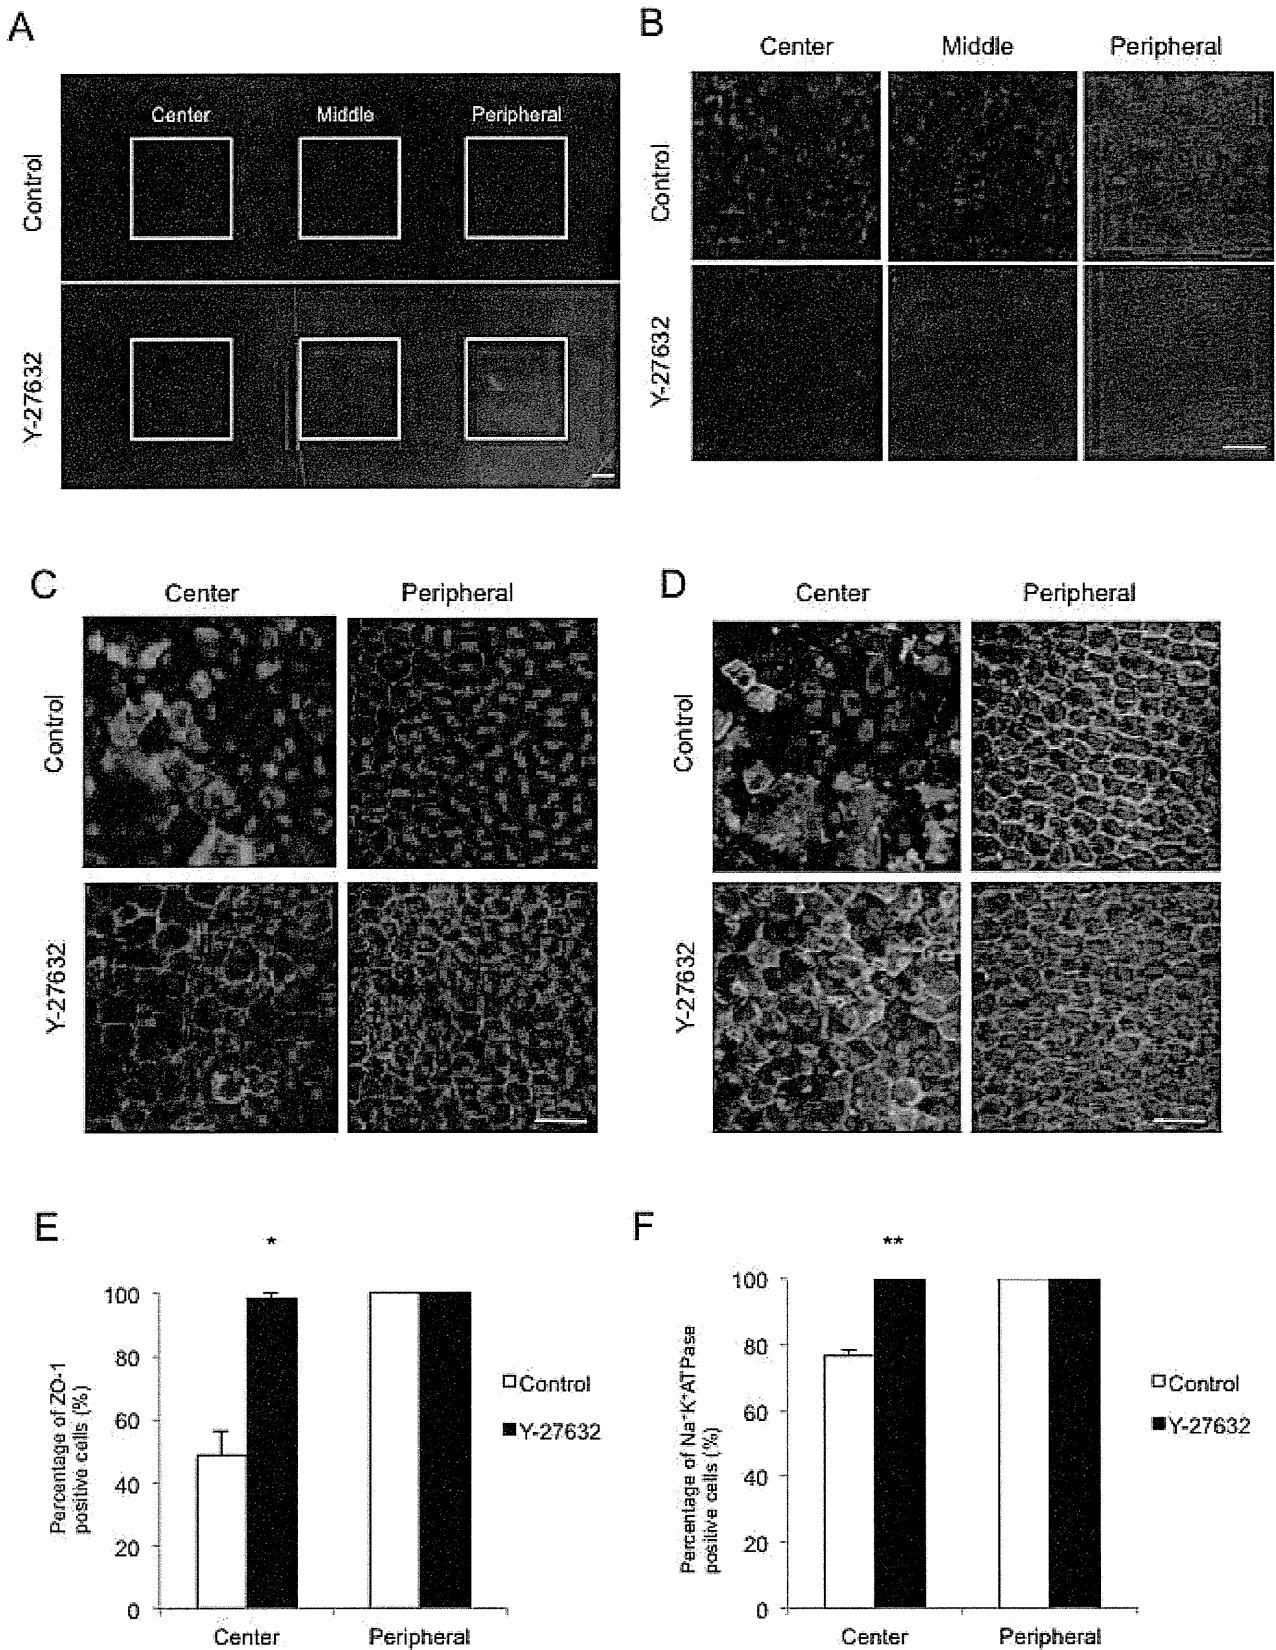 A
Center Middle Peripheral
Control
Y-27632
B
Center Middle Peripheral
Control
Y-27632
C
Center Peripheral
Control
Y-27632
D
Center Peripheral
Control
Y-27632
E
*
100
80
60
40
20
0
Percentage of ZO-1
positive cells (%)
Center Peripheral
Control
Y-27632
F
**
100
80
60
40
20
0
Percentage of Na⁺K⁺ATPase
positive cells (%)
Center Peripheral
Control
Y-27632